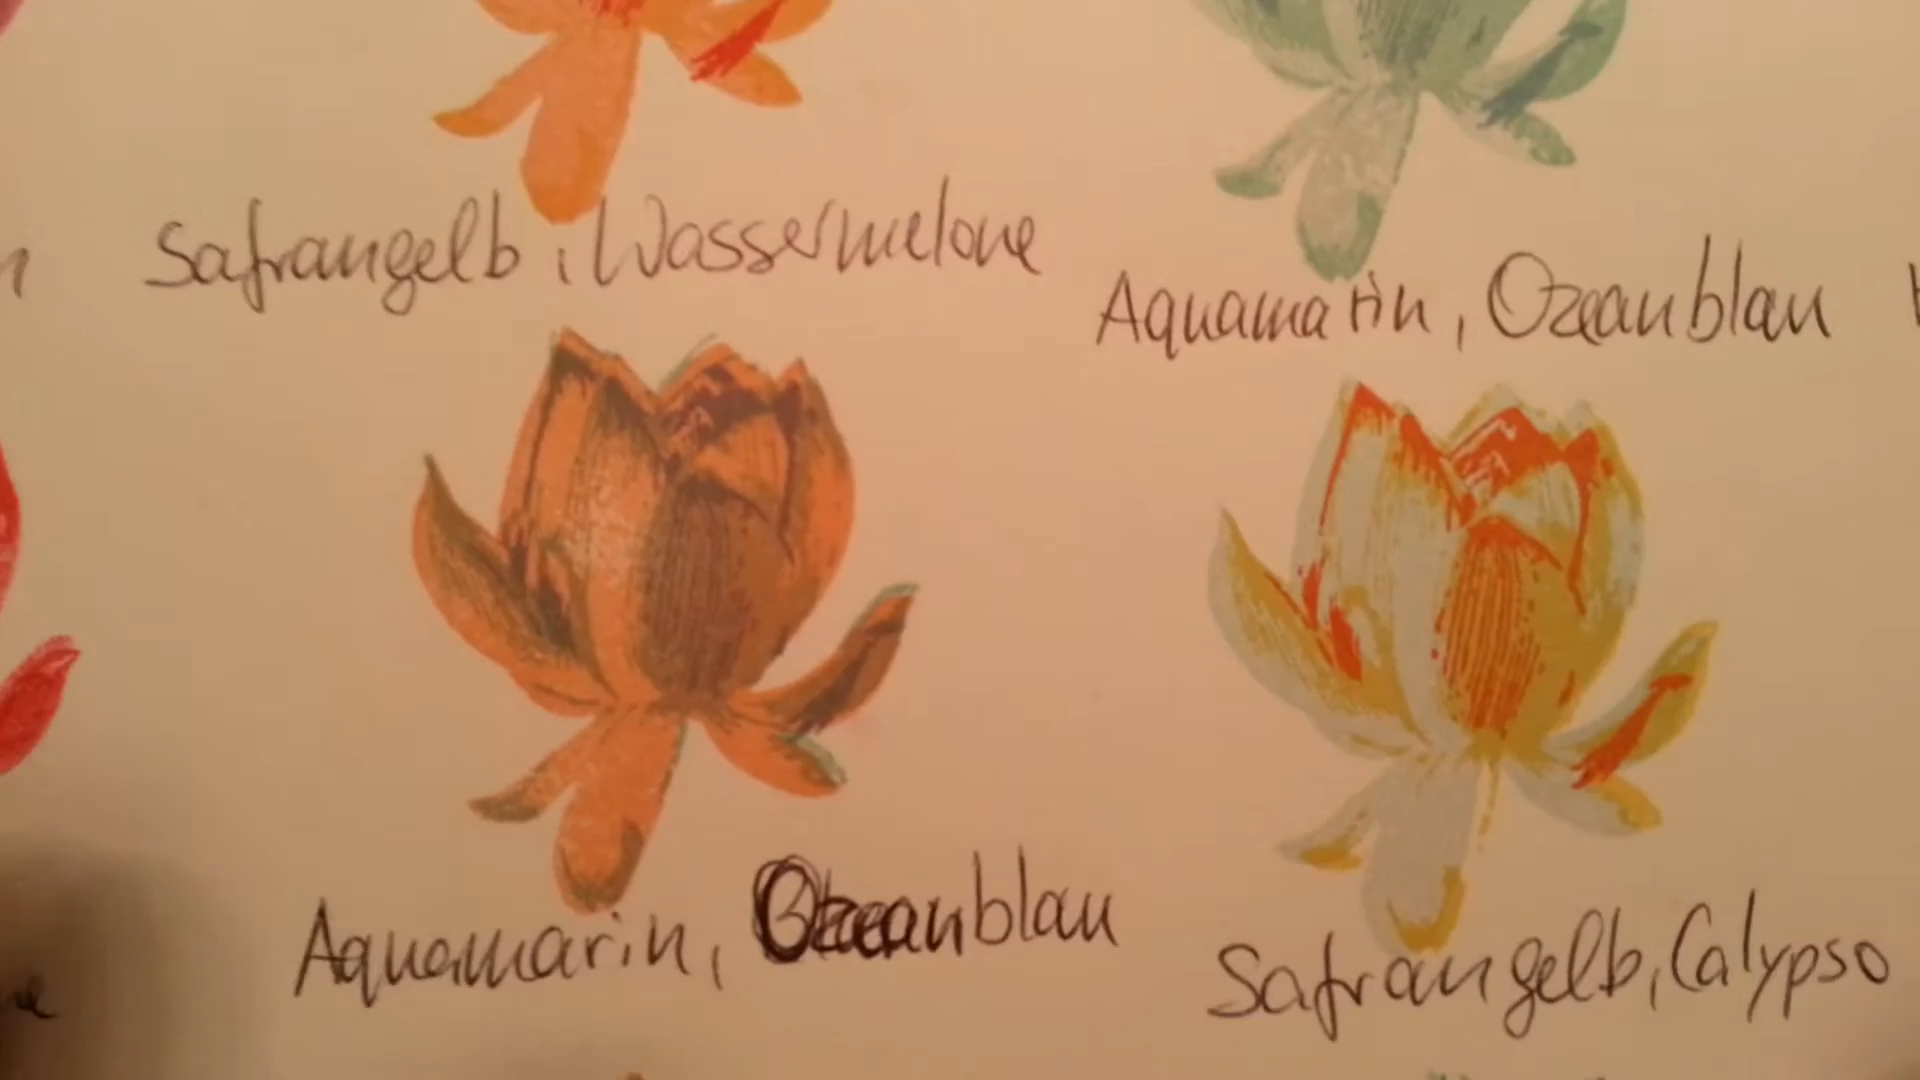 Safrangelb, Wassermelone
Aquamarin, Ozeanblau
Aquamarin, Ozeanblau
Safrangelb, Calypso